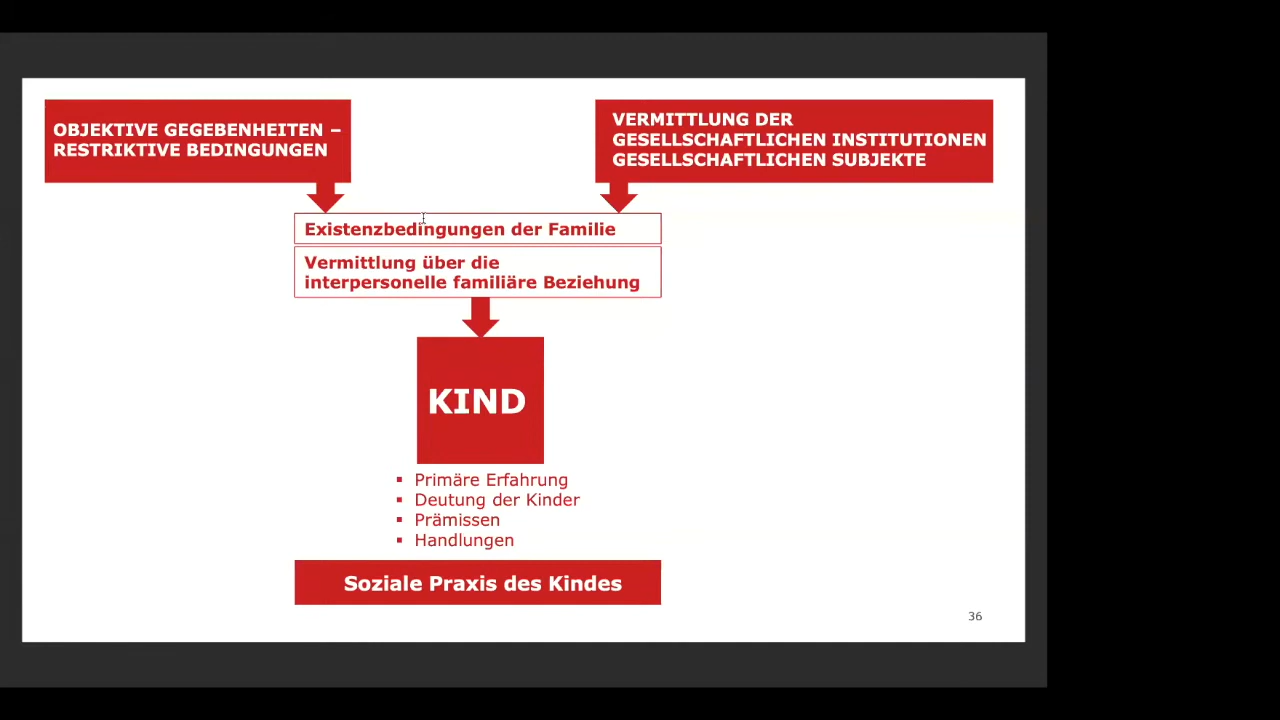 OBJEKTIVE GEGEBENHEITEN –
RESTRIKTIVE BEDINGUNGEN
VERMITTLUNG DER
GESELLSCHAFTLICHEN INSTITUTIONEN
GESELLSCHAFTLICHEN SUBJEKTE
Existenzbedingungen der Familie
Vermittlung über die
interpersonelle familiäre Beziehung
KIND
▪ Primäre Erfahrung
▪ Deutung der Kinder
▪ Prämissen
▪ Handlungen
Soziale Praxis des Kindes
36